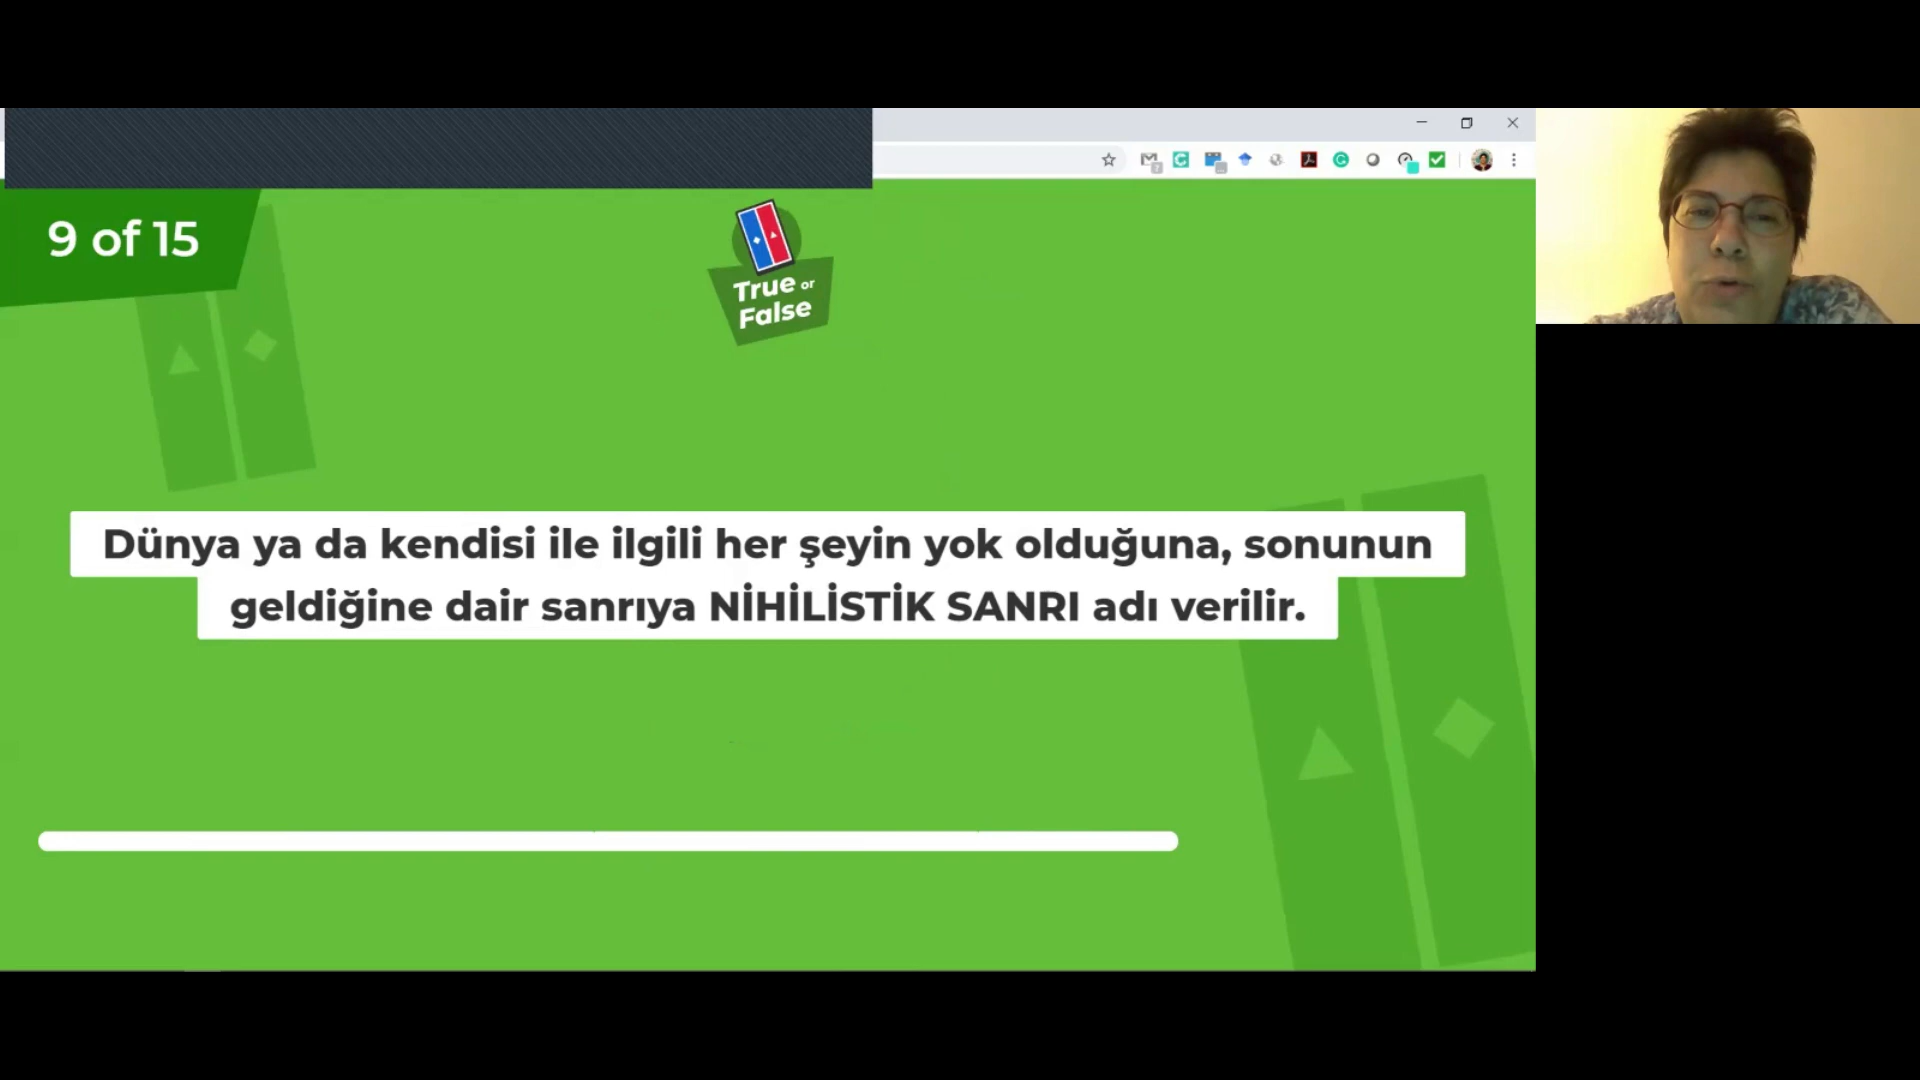 9 of 15
True or
False
Dünya ya da kendisi ile ilgili her şeyin yok olduğuna, sonunun
geldiğine dair sanrıya NİHİLİSTİK SANRI adı verilir.